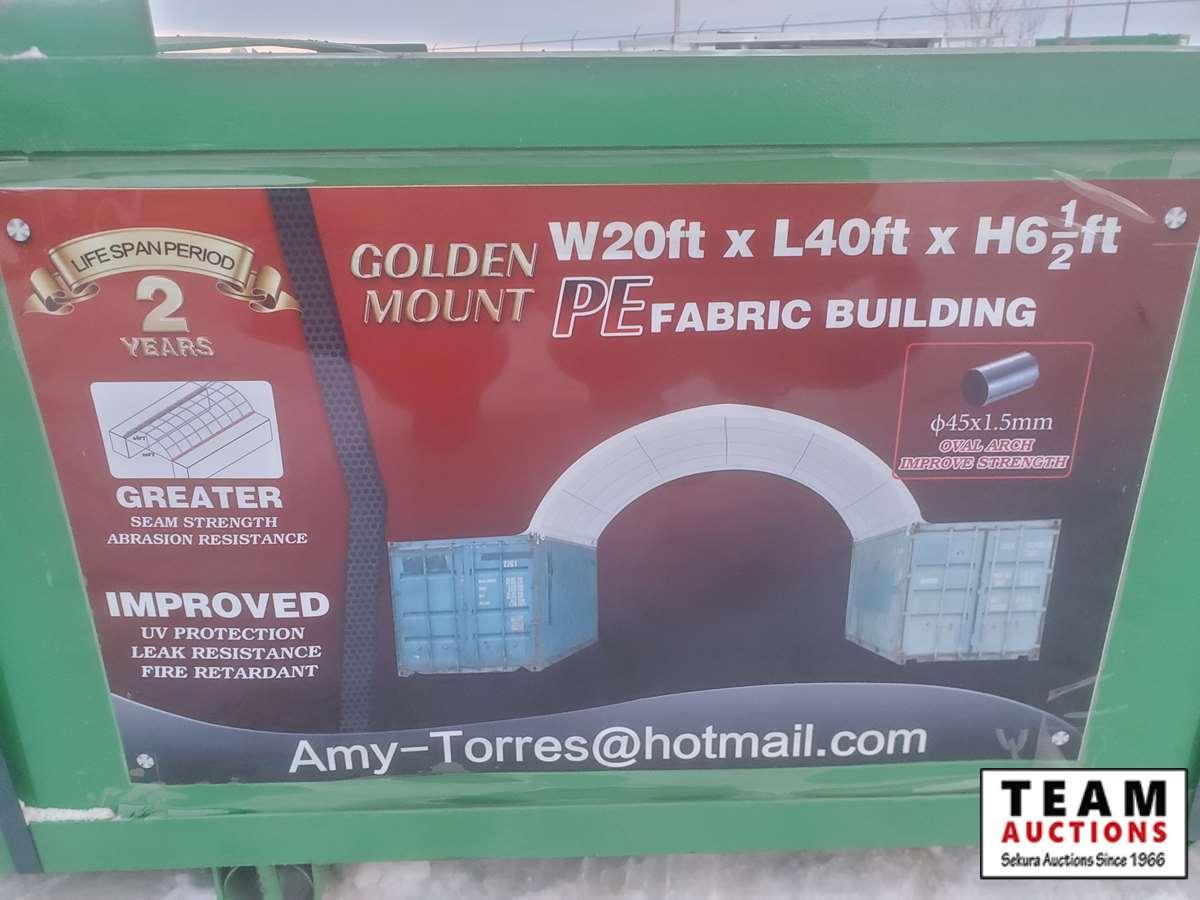 LIFE SPAN PERIOD
2
YEARS
GREATER
SEAM STRENGTH
ABRASION RESISTANCE
IMPROVED
UV PROTECTION
LEAK RESISTANCE
FIRE RETARDANT
GOLDEN
MOUNT
W20ft x L40ft x H6½ft
PE FABRIC BUILDING
ϕ45x1.5mm
OVAL ARCH
IMPROVE STRENGTH
Amy-Torres@hotmail.com
TEAM
AUCTIONS
Sekura Auctions Since 1966